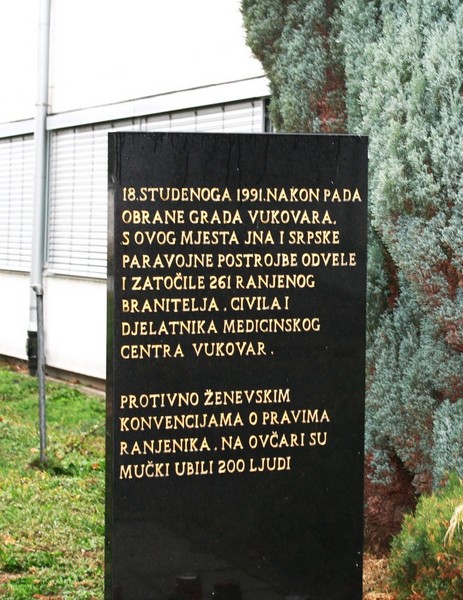 18.STUDENOGA 1991.NAKON PADA
OBRANE GRADA VUKOVARA.
S OVOG MJESTA JNA I SRPSKE
PARAVOJNE POSTROJBE ODVELE
I ZATOČILE 261 RANJENOG
BRANITELJA. CIVILA I
DJELATNIKA MEDICINSKOG
CENTRA VUKOVAR.
PROTIVNO ŽENEVSKIM
KONVENCIJAMA O PRAVIMA
RANJENIKA. NA OVČARI SU
MUČKI UBILI 200 LJUDI